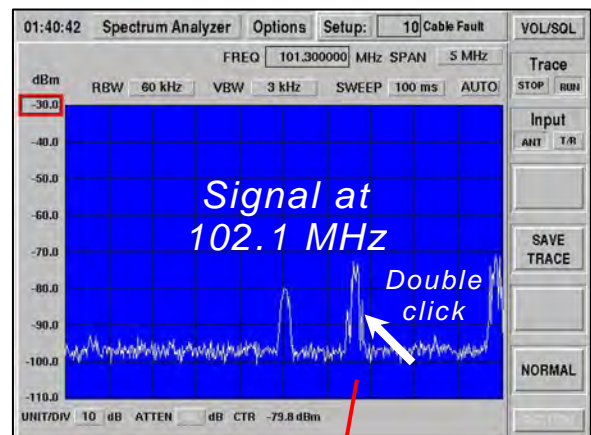 01:40:42 Spectrum Analyzer Options Setup: 10 Cable Fault VOL/SQL
FREQ 101.300000 MHz SPAN 5 MHz
dBm RBW 60 kHz VBW 3 kHz SWEEP 100 ms AUTO
Trace
STOP RUN
-30.0
Input
ANT T/R
-40.0
-50.0
-60.0
-70.0
-80.0
-90.0
-100.0
-110.0
Signal at
102.1 MHz
Double
click
SAVE
TRACE
NORMAL
UNIT/DIV 10 dB ATTEN dB CTR -79.8 dBm